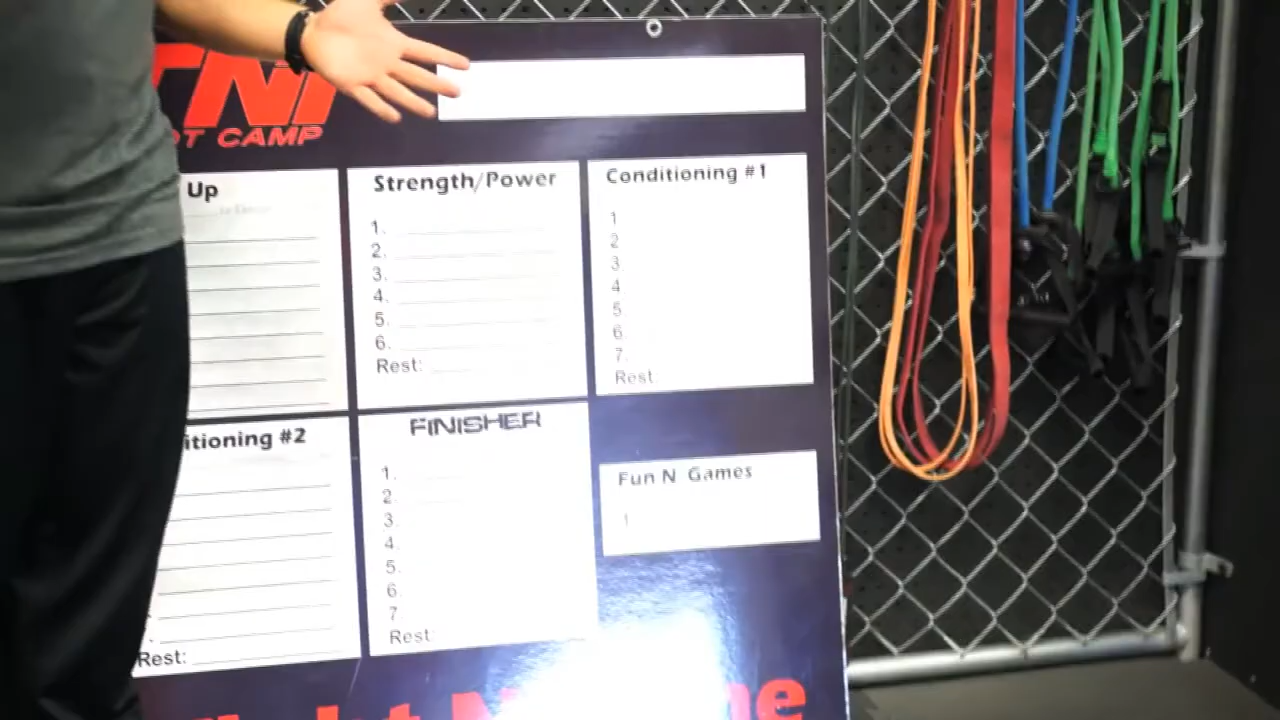 CAMP
Up
Strength/Power
1.
2.
3.
4.
5.
6.
Rest:
Conditioning #1
1
2
3
4
5
6.
7.
Rest
itioning #2
Rest:
FINISHER
1.
2.
3.
4.
5.
6
7
Rest:
Fun N Games
1